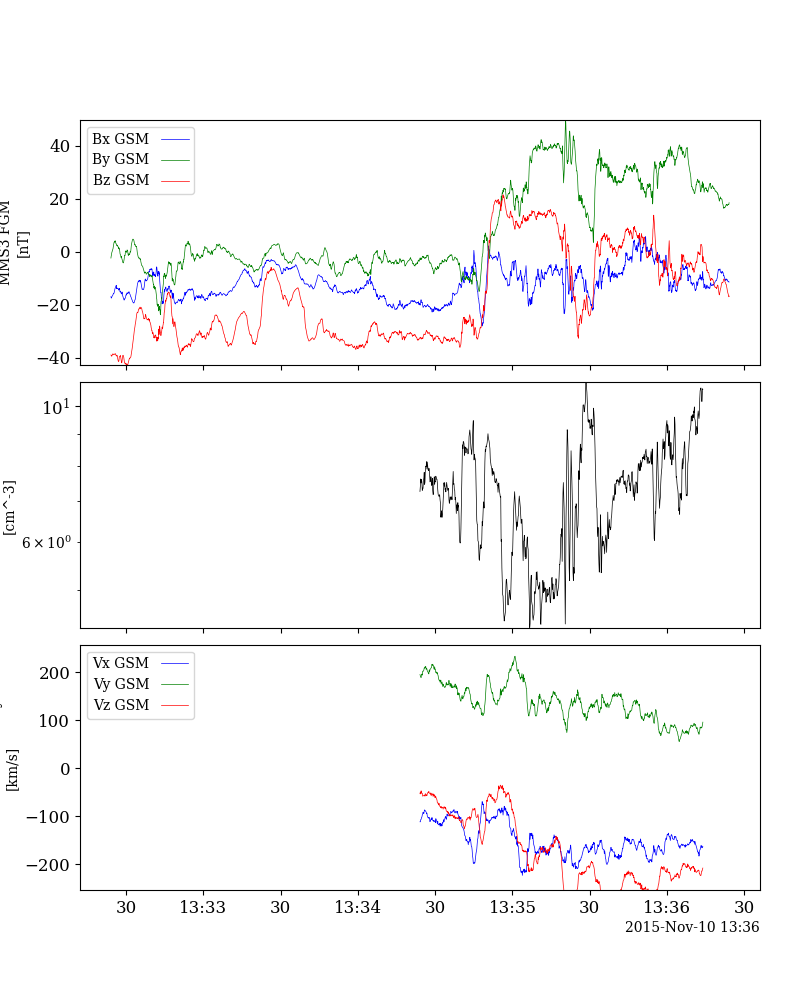 40
20
0
−20
−40
MMS3 FGM
[nT]
Bx GSM
By GSM
Bz GSM
10¹
6 × 10⁰
[cm^-3]
200
100
0
−100
−200
[km/s]
Vx GSM
Vy GSM
Vz GSM
30 13:33 30 13:34 30 13:35 30 13:36 30
2015-Nov-10 13:36